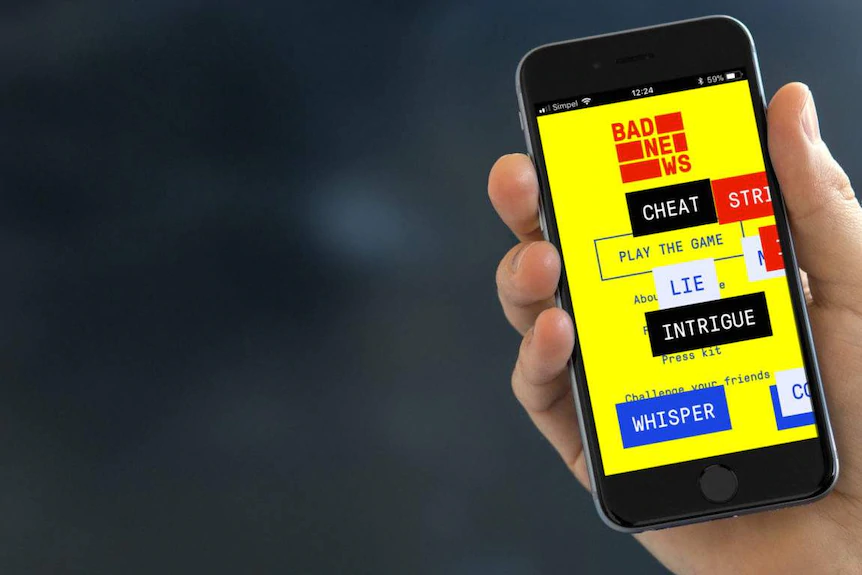 Simpel 12:24 59%
BAD
NE
WS
CHEAT STRI
PLAY THE GAME
LIE
Abou e
INTRIGUE
Press kit
Challenge your friends
WHISPER CO